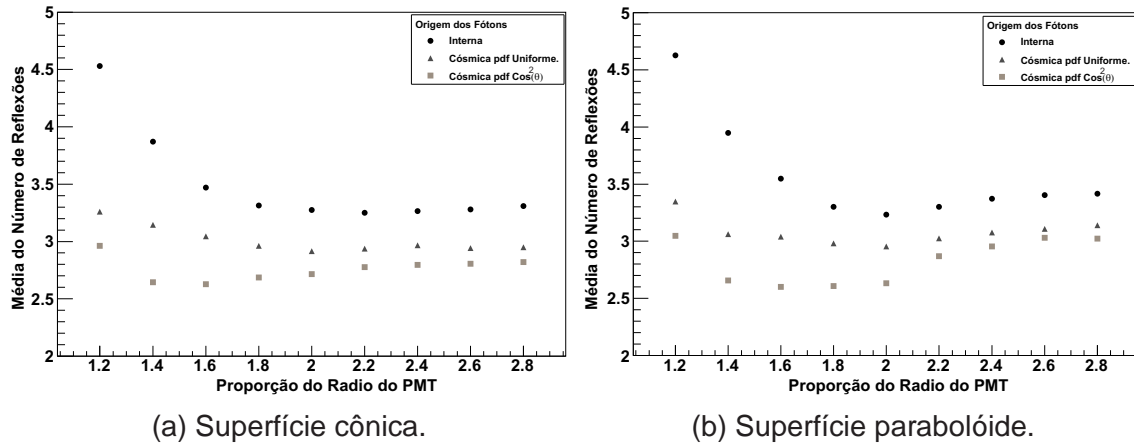 5
4.5
4
3.5
3
2.5
2
Média do Número de Reflexões
Origem dos Fótons
Interna
Cósmica pdf Uniforme.
Cósmica pdf Cos²(θ)
1.2 1.4 1.6 1.8 2 2.2 2.4 2.6 2.8
Proporção do Radio do PMT
(a) Superfície cônica.
5
4.5
4
3.5
3
2.5
2
Média do Número de Reflexões
Origem dos Fótons
Interna
Cósmica pdf Uniforme.
Cósmica pdf Cos²(θ)
1.2 1.4 1.6 1.8 2 2.2 2.4 2.6 2.8
Proporção do Radio do PMT
(b) Superfície parabolóide.